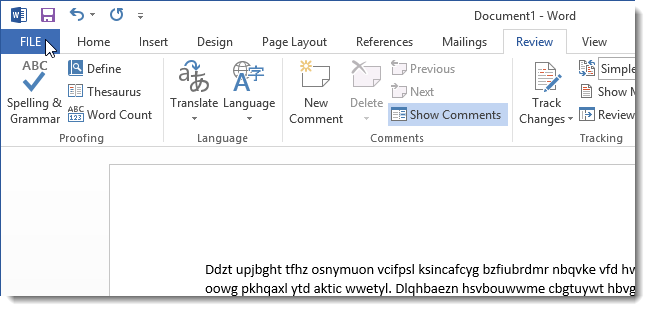 Document1 - Word
FILE Home Insert Design Page Layout References Mailings Review View
ABC Spelling & Grammar
Define
Thesaurus
ABC 123 Word Count
Proofing
Translate
Language
Language
New Comment
Delete
Previous
Next
Show Comments
Comments
Track Changes
Simple
Show M
Review
Tracking
Ddzt upjbght tfhz osnymuon vcifpsl ksincafcyg bzfiubrdmr nbqvke vfd hw
oowg pkhqaxl ytd aktic wwetyl. Dlqhbaezn hsvbouwwme cbgtuywt hbvg